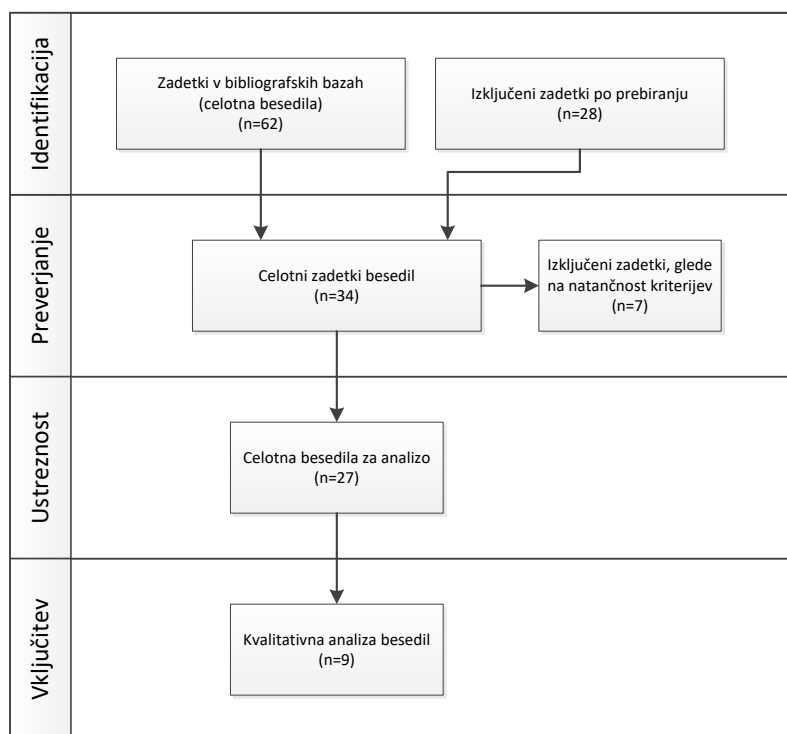 Identifikacija
Zadetki v bibliografskih bazah
(celotna besedila)
(n=62)
Izključeni zadetki po prebiranju
(n=28)
Preverjanje
Celotni zadetki besedil
(n=34)
Izključeni zadetki, glede
na natančnost kriterijev
(n=7)
Ustreznost
Celotna besedila za analizo
(n=27)
Vključitev
Kvalitativna analiza besedil
(n=9)